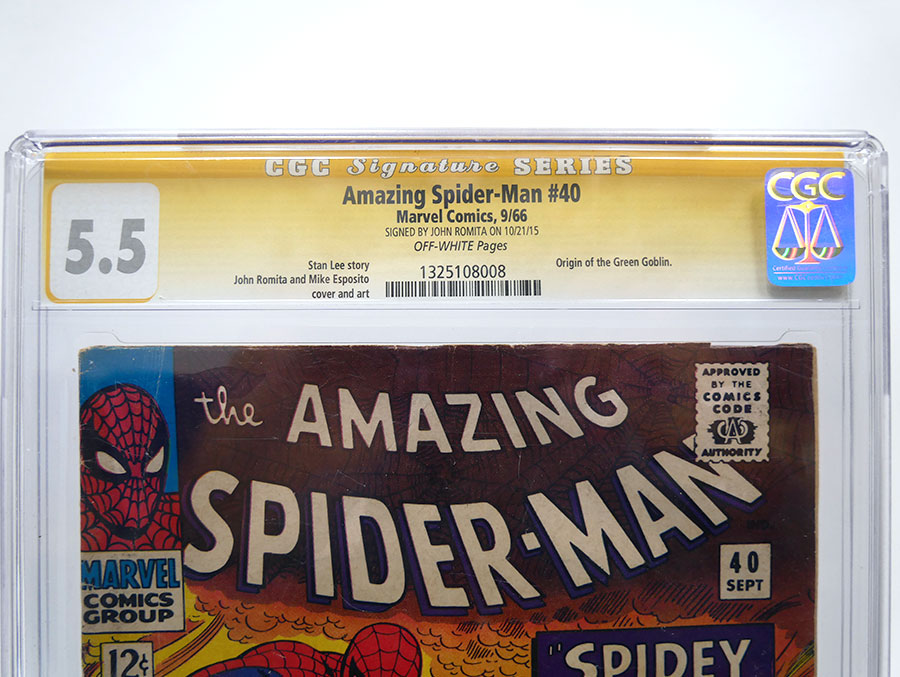 CGC Signature SERIES
5.5
Amazing Spider-Man #40
Marvel Comics, 9/66
SIGNED BY JOHN ROMITA ON 10/21/15
OFF-WHITE Pages
Stan Lee story
John Romita and Mike Esposito
cover and art
1325108008
Origin of the Green Goblin.
CGC
the AMAZING
SPIDER-MAN
APPROVED
BY THE
COMICS
CODE
CA
AUTHORITY
IND.
40
SEPT
MARVEL
COMICS
GROUP
12¢
"SPIDEY